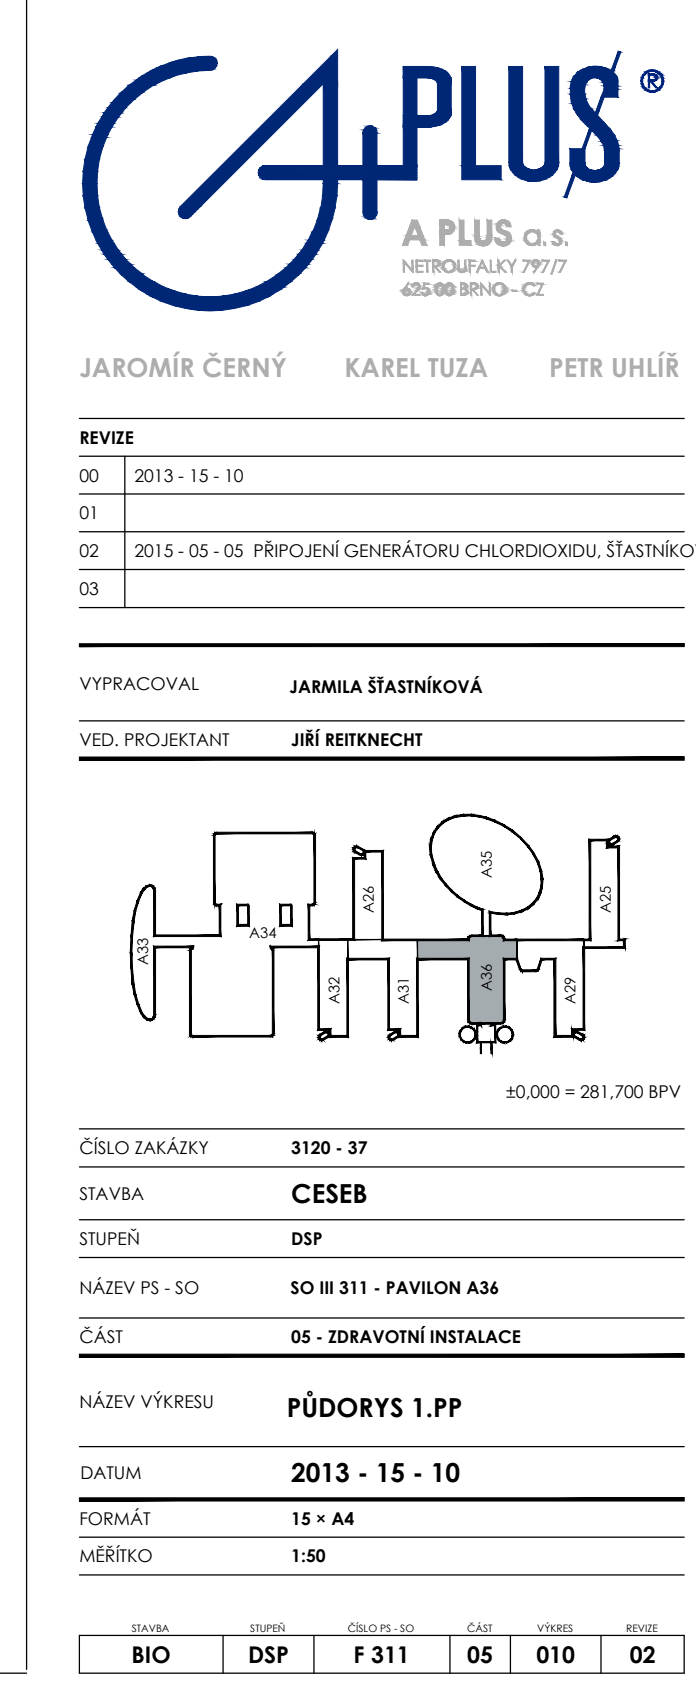 A PLUS ®
A PLUS a.s.
NETROUFALKY 797/7
625 00 BRNO - CZ
JAROMÍR ČERNÝ KAREL TUZA PETR UHLÍŘ
REVIZE
00 2013 - 15 - 10
01
02 2015 - 05 - 05 PŘIPOJENÍ GENERÁTORU CHLORDIOXIDU,
03
VYPRACOVAL JARMILA ŠŤASTNÍKOVÁ
VED. PROJEKTANT JIŘÍ REITKNECHT
A35
A26
A25
A34
A33
A32
A31
A36
A29
±0,000 = 281,700 BPV
ČÍSLO ZAKÁZKY 3120 - 37
STAVBA CESEB
STUPEŇ DSP
NÁZEV PS - SO SO III 311 - PAVILON A36
ČÁST 05 - ZDRAVOTNÍ INSTALACE
NÁZEV VÝKRESU PŮDORYS 1.PP
DATUM 2013 - 15 - 10
FORMÁT 15 × A4
MĚŘÍTKO 1:50
STAVBA STUPEŇ ČÍSLO PS - SO ČÁST VÝKRES REVIZE
BIO DSP F 311 05 010 02